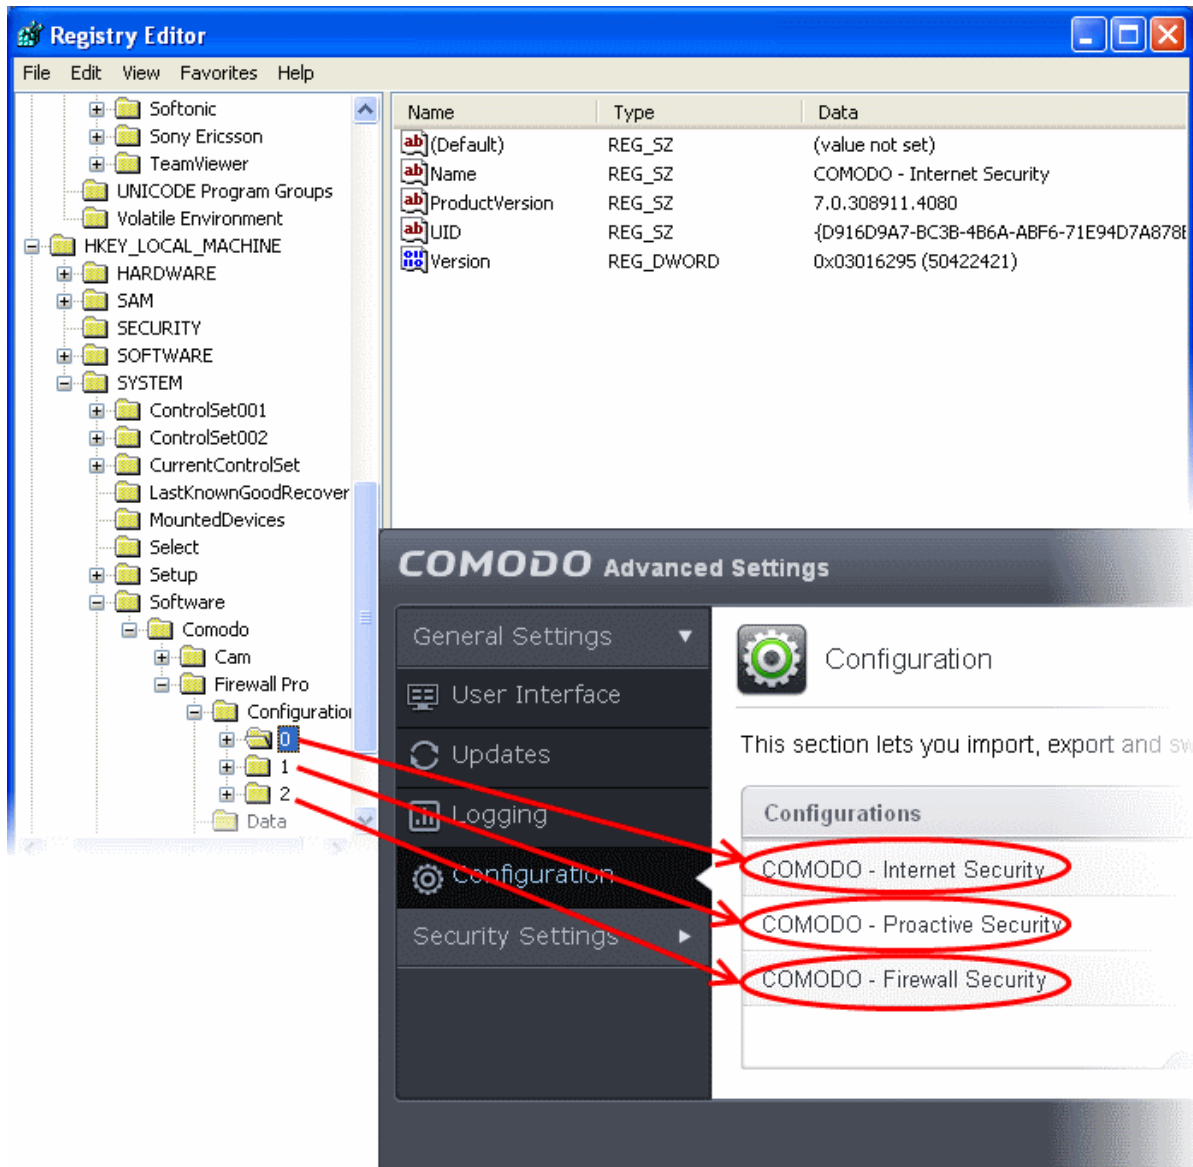 Registry Editor
File Edit View Favorites Help
Softonic
Sony Ericsson
TeamViewer
UNICODE Program Groups
Volatile Environment
HKEY_LOCAL_MACHINE
HARDWARE
SAM
SECURITY
SOFTWARE
SYSTEM
ControlSet001
ControlSet002
CurrentControlSet
LastKnownGoodRecover
MountedDevices
Select
Setup
Software
Comodo
Cam
Firewall Pro
Configuration
0
1
2
Data
Name Type Data
(Default) REG_SZ (value not set)
Name REG_SZ COMODO - Internet Security
ProductVersion REG_SZ 7.0.308911.4080
UID REG_SZ {D916D9A7-BC3B-4B6A-ABF6-71E94D7A878B
Version REG_DWORD 0x03016295 (50422421)
COMODO Advanced Settings
General Settings
User Interface
Updates
Logging
Configuration
Security Settings
Configuration
This section lets you import, export and sw
Configurations
COMODO - Internet Security
COMODO - Proactive Security
COMODO - Firewall Security